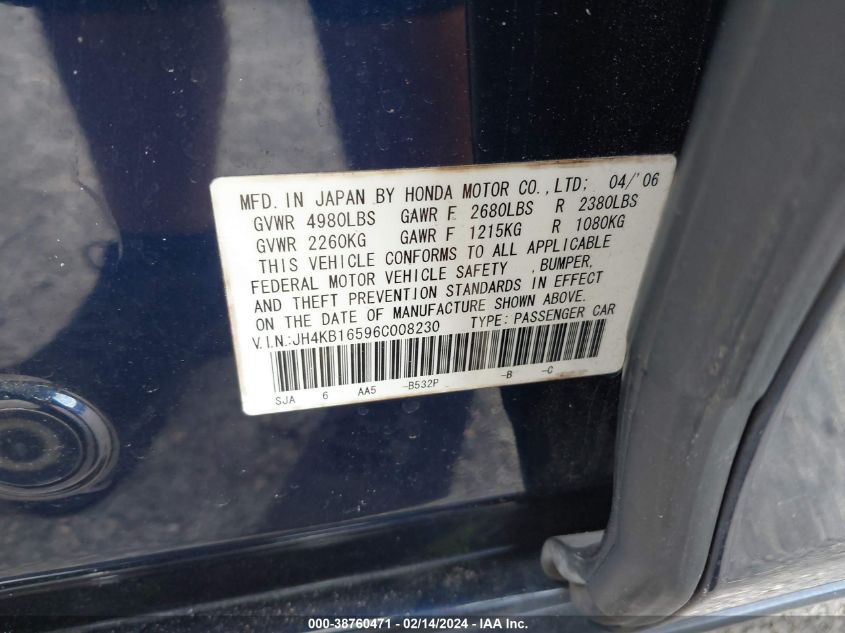 MFD. IN JAPAN BY HONDA MOTOR CO., LTD; 04/'06
GVWR 4980LBS GAWR F 2680LBS R 2380LBS
GVWR 2260KG GAWR F 1215KG R 1080KG
THIS VEHICLE CONFORMS TO ALL APPLICABLE
FEDERAL MOTOR VEHICLE SAFETY , BUMPER,
AND THEFT PREVENTION STANDARDS IN EFFECT
ON THE DATE OF MANUFACTURE SHOWN ABOVE.
V.I.N.:JH4KB16596C008230 TYPE: PASSENGER CAR
SJA 6 AA5 -B532P -B -C
000-38760471 — 02/14/2024 — IAA Inc.